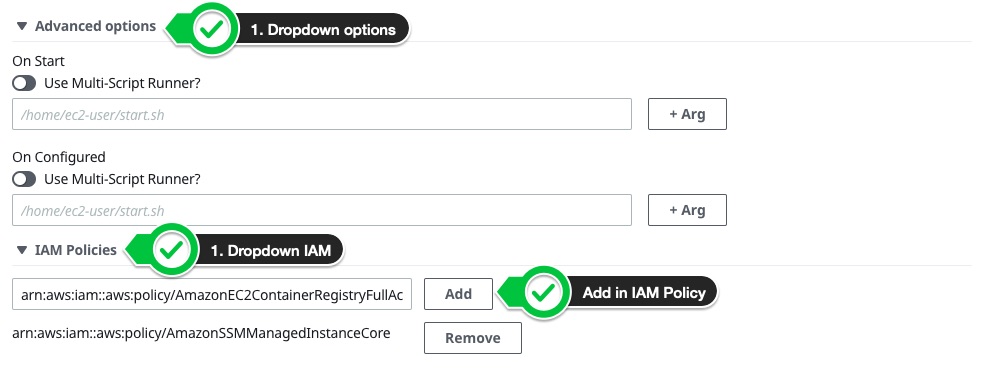 Advanced options
1. Dropdown options
On Start
Use Multi-Script Runner?
/home/ec2-user/start.sh
+ Arg
On Configured
Use Multi-Script Runner?
/home/ec2-user/start.sh
+ Arg
IAM Policies
1. Dropdown IAM
arn:aws:iam::aws:policy/AmazonEC2ContainerRegistryFullAc
Add
Add in IAM Policy
arn:aws:iam::aws:policy/AmazonSSMManagedInstanceCore
Remove